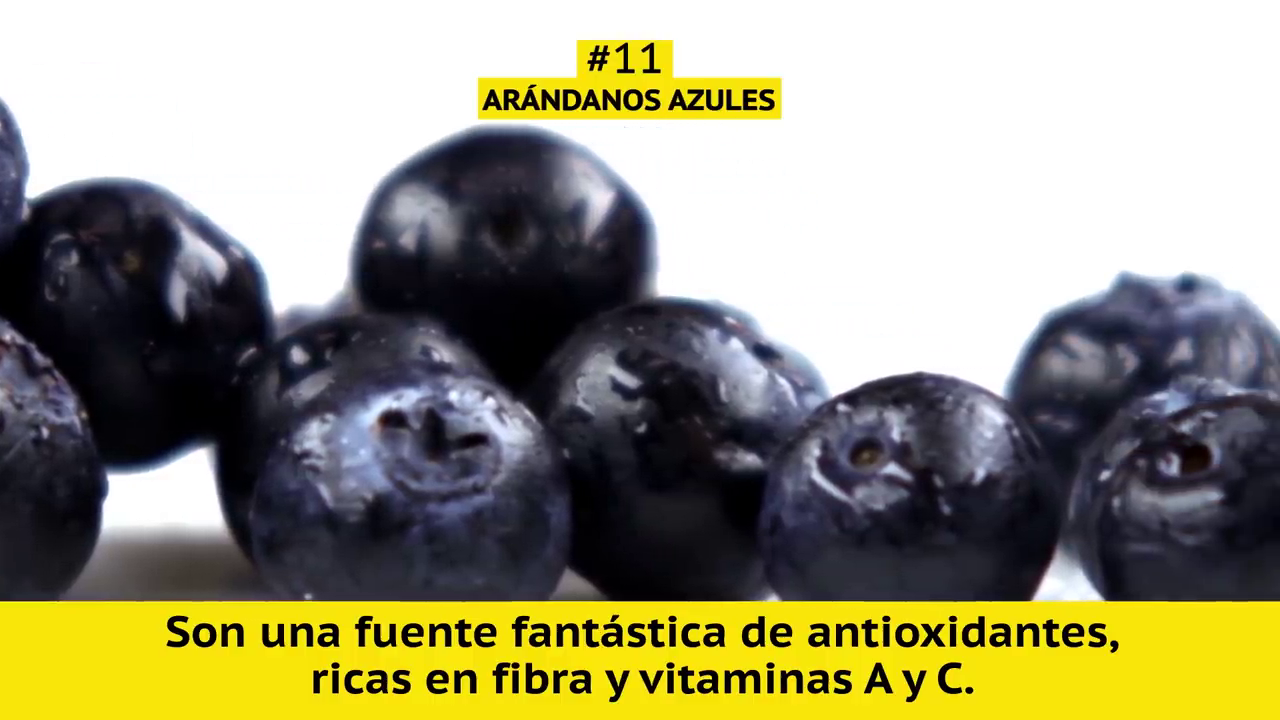 #11
ARÁNDANOS AZULES
Son una fuente fantástica de antioxidantes,
ricas en fibra y vitaminas A y C.